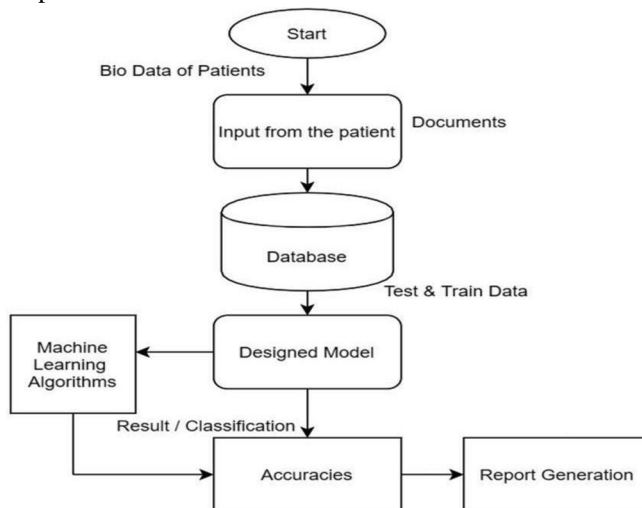 Start
Bio Data of Patients
Input from the patient
Documents
Database
Test & Train Data
Machine
Learning
Algorithms
Designed Model
Result / Classification
Accuracies
Report Generation